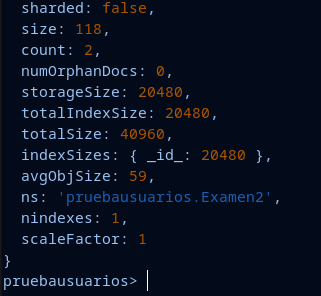 sharded: false,
size: 118,
count: 2,
numOrphanDocs: 0,
storageSize: 20480,
totalIndexSize: 20480,
totalSize: 40960,
indexSizes: { _id_: 20480 },
avgObjSize: 59,
ns: 'pruebausuarios.Examen2',
nindexes: 1,
scaleFactor: 1
}
pruebausuarios>